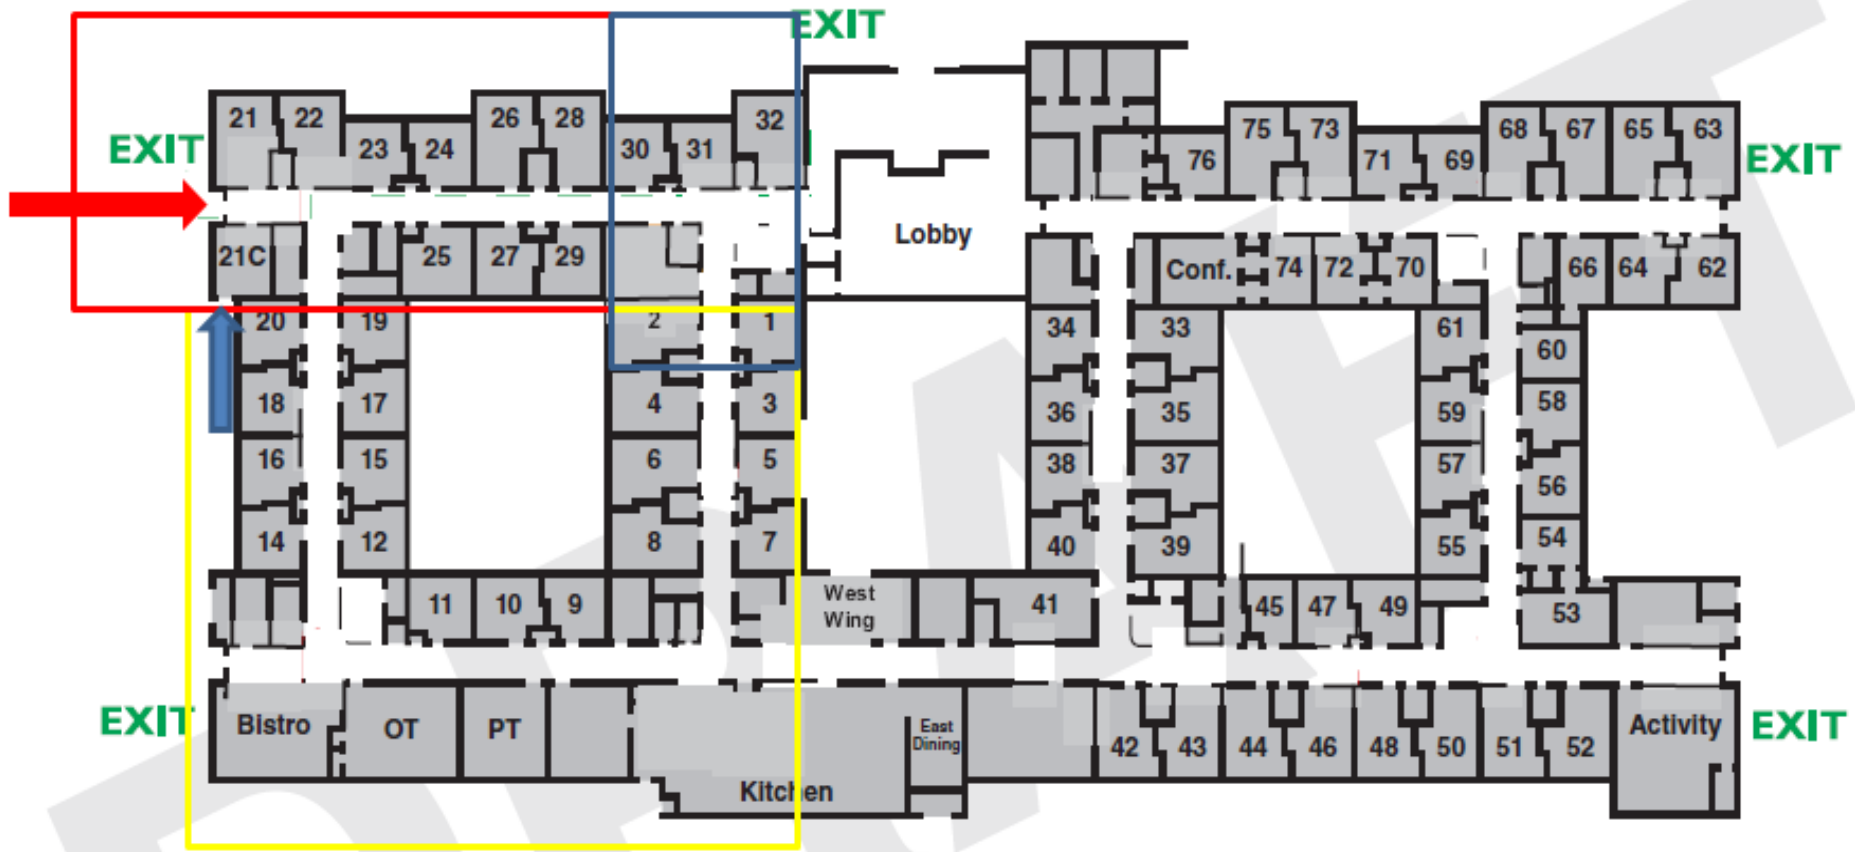 EXIT
21 22 23 24 26 28 30 31 32
EXIT
76 75 73 71 69 68 67 65 63
EXIT
21C 25 27 29
Lobby
Conf. 74 72 70 66 64 62
20 19 2 1
34 33 61 60
18 17 4 3
36 35 59 58
16 15 6 5
38 37 57 56
14 12 8 7
40 39 55 54
11 10 9
West
Wing
41 45 47 49 53
EXIT
Bistro OT PT
East
Dining
Kitchen
42 43 44 46 48 50 51 52
Activity
EXIT
DRAFT